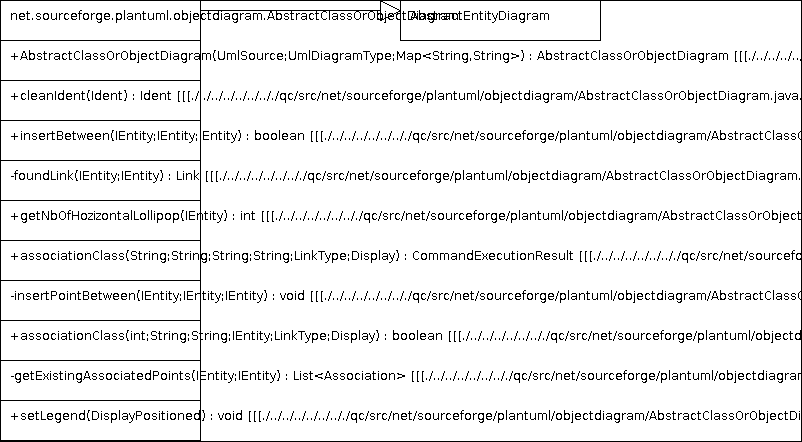 net.sourceforge.plantuml.objectdiagram.AbstractClassOrObjectDiagram
AbstractEntityDiagram
+AbstractClassOrObjectDiagram(UmlSource;UmlDiagramType;Map<String,String>) : AbstractClassOrObjectDiagram [[[./../../../.
+cleanIdent(Ident) : Ident [[[./../../../../../../../qc/src/net/sourceforge/plantuml/objectdiagram/AbstractClassOrObjectDiagram.java.
+insertBetween(IEntity;IEntity;IEntity) : boolean [[[./../../../../../../../qc/src/net/sourceforge/plantuml/objectdiagram/AbstractClassO
-foundLink(IEntity;IEntity) : Link [[[./../../../../../../../qc/src/net/sourceforge/plantuml/objectdiagram/AbstractClassOrObjectDiagram.
+getNbOfHozizontalLollipop(IEntity) : int [[[./../../../../../../../qc/src/net/sourceforge/plantuml/objectdiagram/AbstractClassOrObject
+associationClass(String;String;String;String;LinkType;Display) : CommandExecutionResult [[[./../../../../../../../qc/src/net/sourcefo
-insertPointBetween(IEntity;IEntity;IEntity) : void [[[./../../../../../../../qc/src/net/sourceforge/plantuml/objectdiagram/AbstractClassO
+associationClass(int;String;String;IEntity;LinkType;Display) : boolean [[[./../../../../../../../qc/src/net/sourceforge/plantuml/objectd
-getExistingAssociatedPoints(IEntity;IEntity) : List<Association> [[[./../../../../../../../qc/src/net/sourceforge/plantuml/objectdiagram
+setLegend(DisplayPositioned) : void [[[./../../../../../../../qc/src/net/sourceforge/plantuml/objectdiagram/AbstractClassOrObjectDi